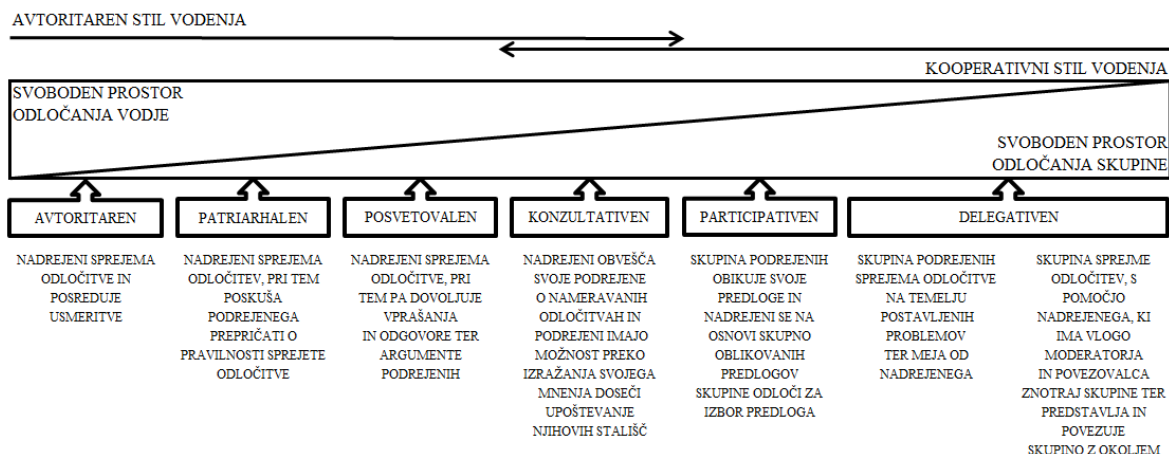 AVTORITAREN STIL VODENJA
KOOPERATIVNI STIL VODENJA
SVOBODEN PROSTOR
ODLOČANJA VODJE
SVOBODEN PROSTOR
ODLOČANJA SKUPINE
AVTORITAREN
PATRIARHALEN
POSVETOVALEN
KONZULTATIVEN
PARTICIPATIVEN
DELEGATIVEN
NADREJENI SPREJEMA
ODLOČITVE IN
POSREDUJE
USMERITVE
NADREJENI SPREJEMA
ODLOČITEV, PRI TEM
POSKUŠA
PODREJENEGA
PREPRIČATI O
PRAVILNOSTI SPREJETE
ODLOČITVE
NADREJENI SPREJEMA
ODLOČITVE, PRI
TEM PA DOVOLJUJE
VPRAŠANJA
IN ODGOVORE TER
ARGUMENTE
PODREJENIH
NADREJENI OBVEŠČA
SVOJE PODREJENE
O NAMERAVANIH
ODLOČITVAH IN
PODREJENI IMAJO
MOŽNOST PREKO
IZRAŽANJA SVOJEGA
MNENJA DOSEČI
UPOŠTEVANJE
NJIHOVIH STALIŠČ
SKUPINA PODREJENIH
OBIKUJE SVOJE
PREDLOGE IN
NADREJENI SE NA
OSNOVI SKUPNO
OBLIKOVANIH
PREDLOGOV
SKUPINE ODLOČI ZA
IZBOR PREDLOGA
SKUPINA PODREJENIH
SPREJEMA ODLOČITVE
NA TEMELJU
POSTAVLJENIH
PROBLEMOV
TER MEJA OD
NADREJENEGA
SKUPINA SPREJME
ODLOČITEV, S
POMOČJO
NADREJENEGA, KI
IMA VLOGO
MODERATORJA
IN POVEZOVALCA
ZNOTRAJ SKUPINE TER
PREDSTAVLJA IN
POVEZUJE
SKUPINO Z OKOLJEM